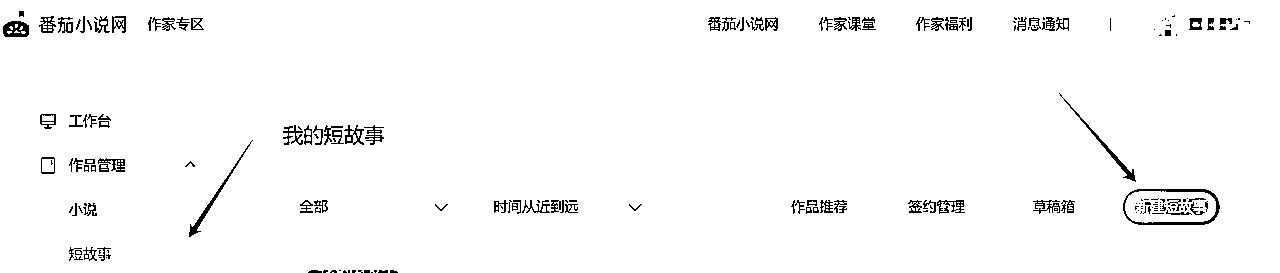 番茄小说网 作家专区 番茄小说网 作家课堂 作家福利 消息通知
工作台
我的短故事
作品管理
全部 时间从近到远 作品推荐 签约管理 草稿箱 新建短故事
小说
短故事